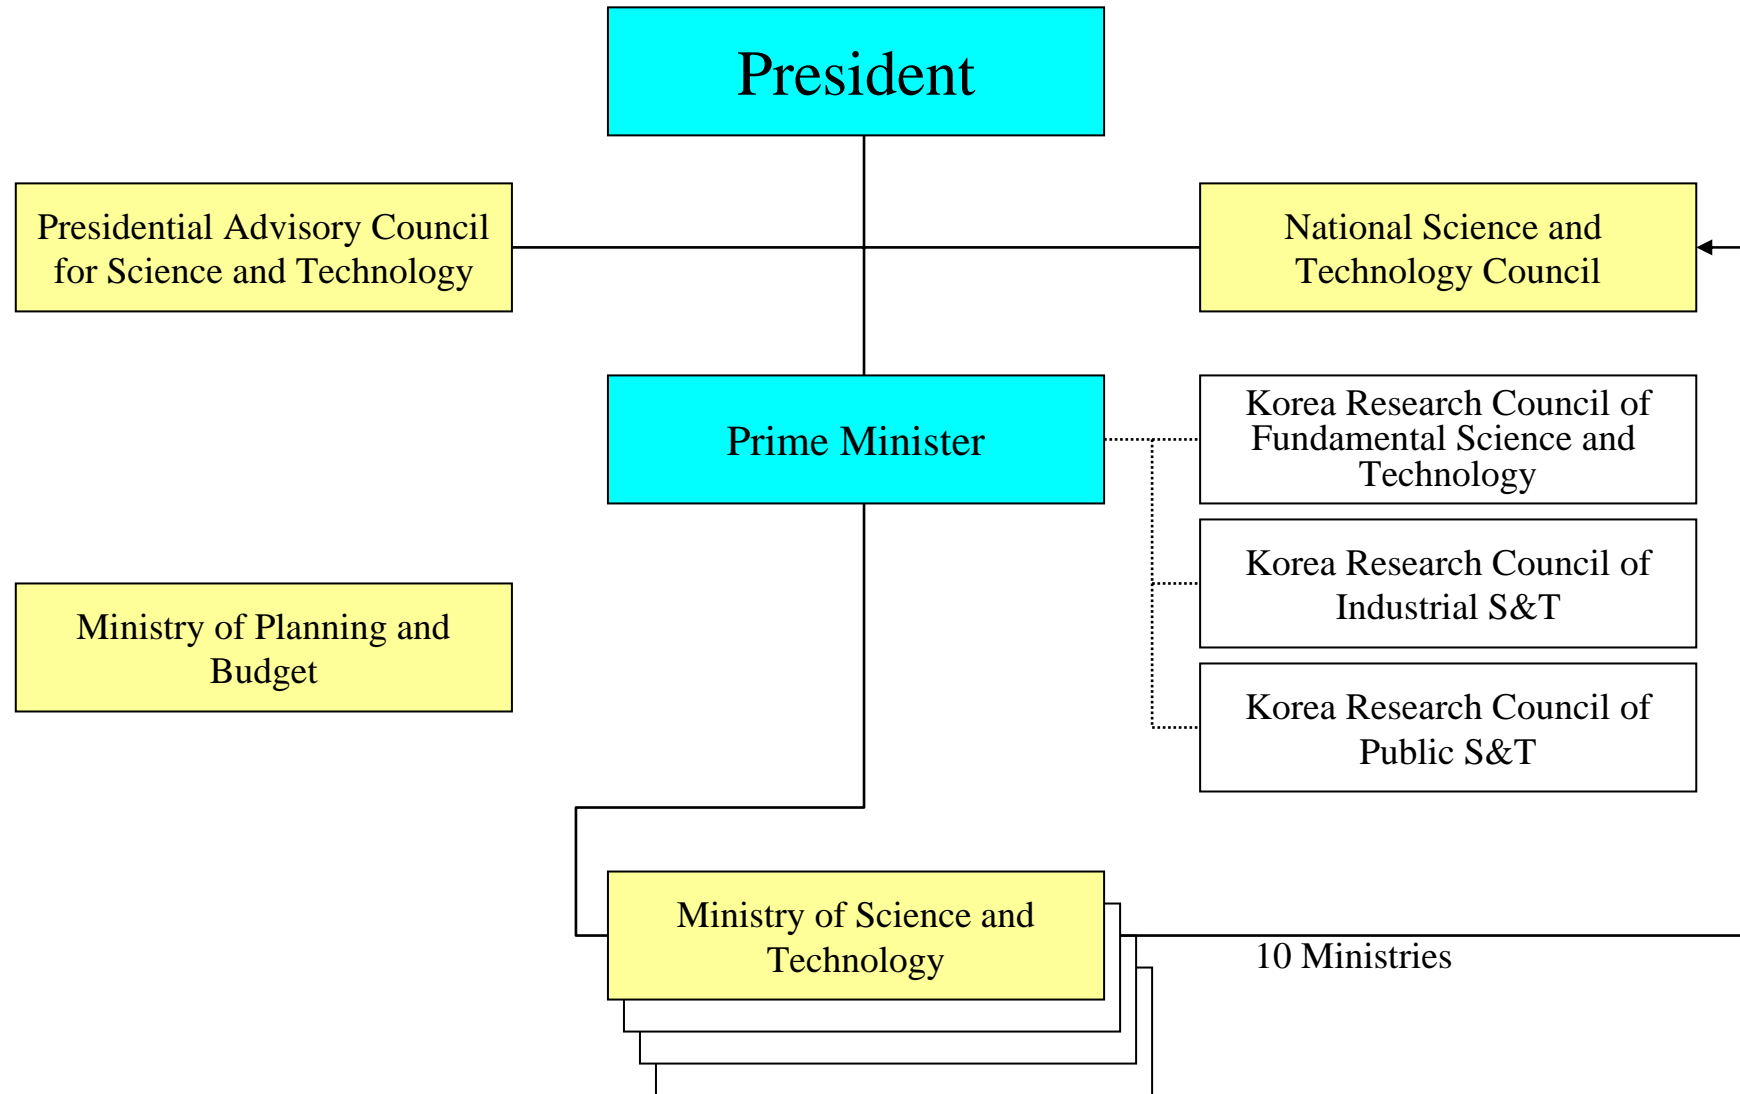 President
Presidential Advisory Council
for Science and Technology
National Science and
Technology Council
Prime Minister
Korea Research Council of
Fundamental Science and
Technology
Korea Research Council of
Industrial S&T
Ministry of Planning and
Budget
Korea Research Council of
Public S&T
Ministry of Science and
Technology
10 Ministries